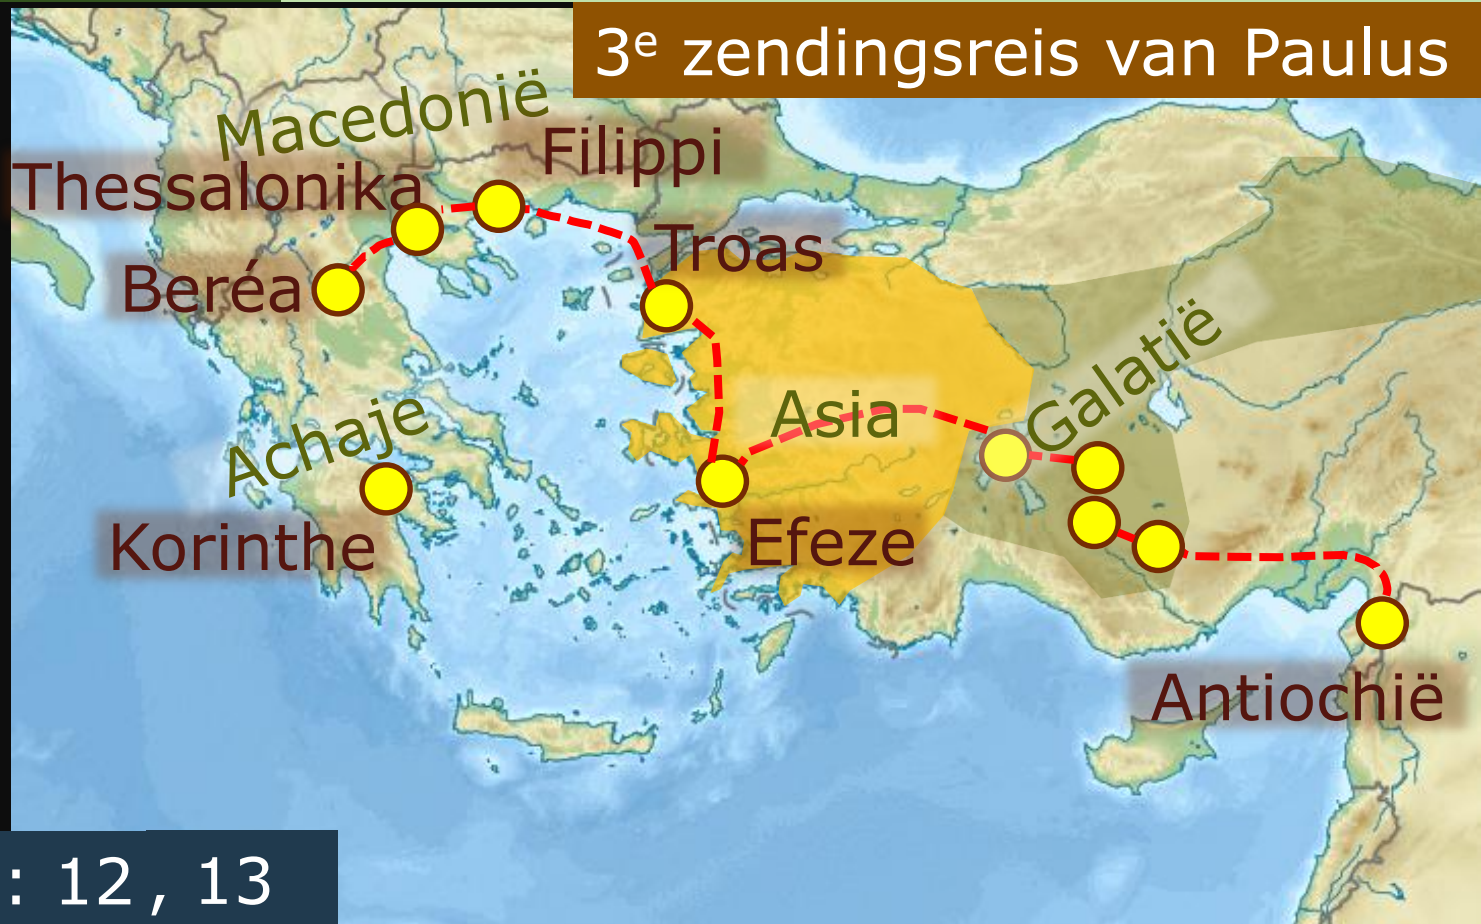 3e zendingsreis van Paulus
Macedonië
Filippi
Thessalonika
Troas
Beréa
Galatië
Asia
Achaje
Korinthe
Efeze
Antiochië
: 12, 13